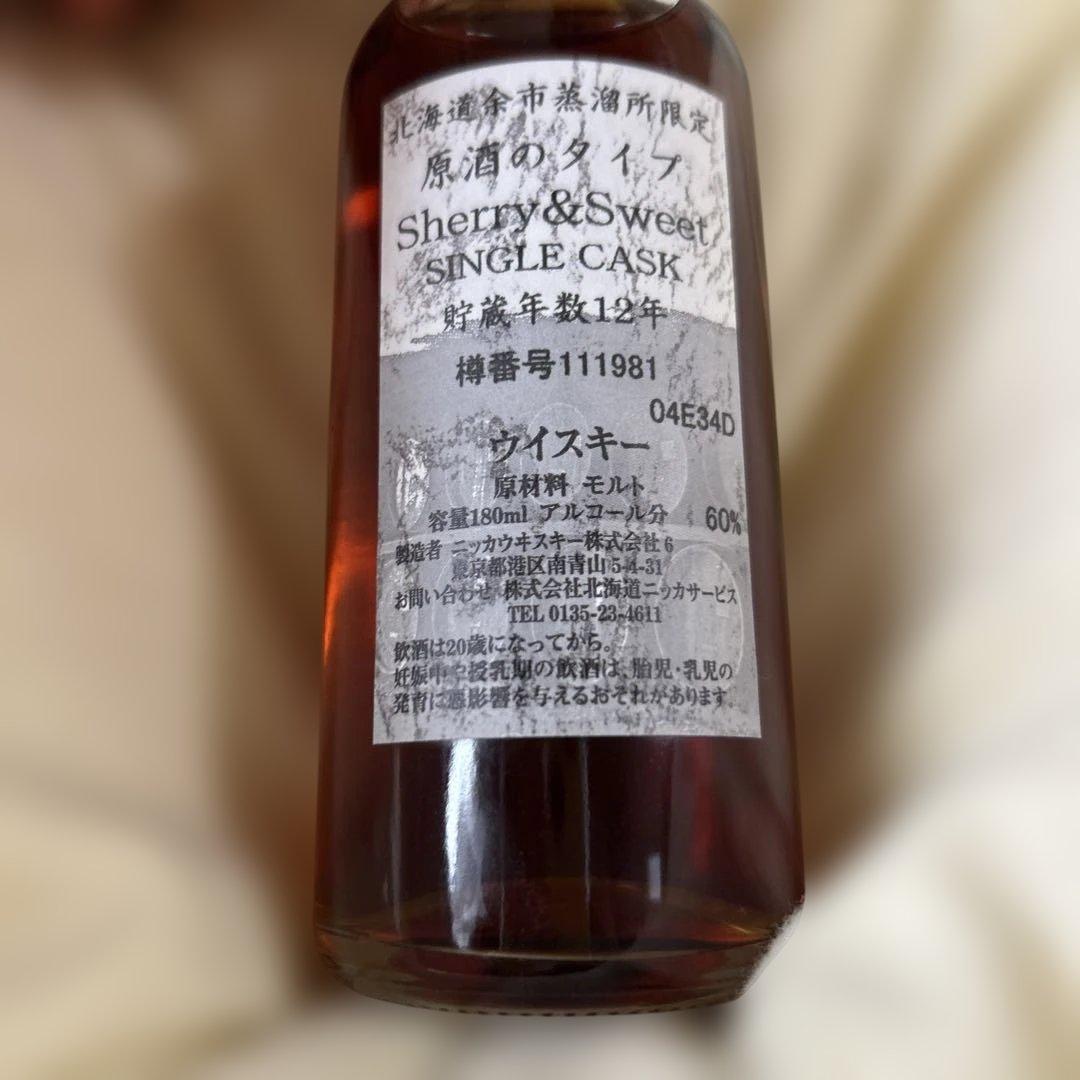 北海道余市蒸溜所限定
原酒のタイプ
Sherry&Sweet
SINGLE CASK
貯蔵年数12年
樽番号111981
04E34D
ウイスキー
原材料 モルト
容量180ml アルコール分 60%
製造者 ニッカウヰスキー株式会社 6
東京都港区南青山 5-4-31
お問い合わせ 株式会社北海道ニッカサービス
TEL 0135-23-4611
飲酒は20歳になってから。
妊娠中や授乳期の飲酒は、胎児・乳児の
発育に悪影響を与えるおそれがあります。